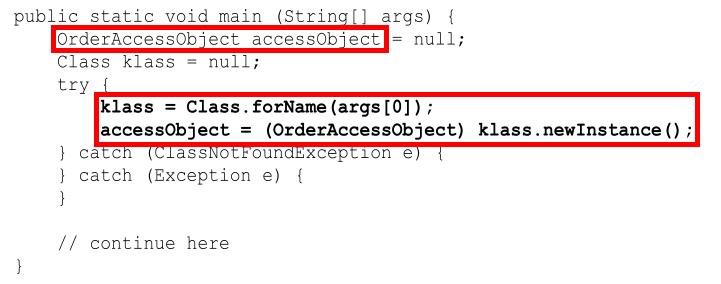 public static void main (String[] args) {
OrderAccessObject accessObject = null;
Class klass = null;
try {
klass = Class.forName(args[0]);
accessObject = (OrderAccessObject) klass.newInstance();
} catch (ClassNotFoundException e) {
} catch (Exception e) {
}
// continue here
}